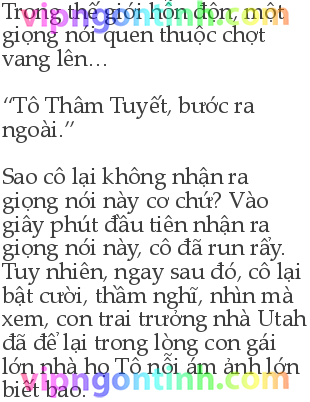 Trong thế giới hỗn độn, một
giọng nói quen thuộc chợt
vang lên...
“Tô Thâm Tuyết, bước ra
ngoài.”
Sao cô lại không nhận ra
giọng nói này cơ chứ? Vào
giây phút đầu tiên nhận ra
giọng nói này, cô đã run rẩy.
Tuy nhiên, ngay sau đó, cô lại
bật cười, thầm nghĩ, nhìn mà
xem, con trai trưởng nhà Utah
đã để lại trong lòng con gái
lớn nhà họ Tô nỗi ám ảnh lớn
biết bao.
vipngontinh.com
vipngontinh.com